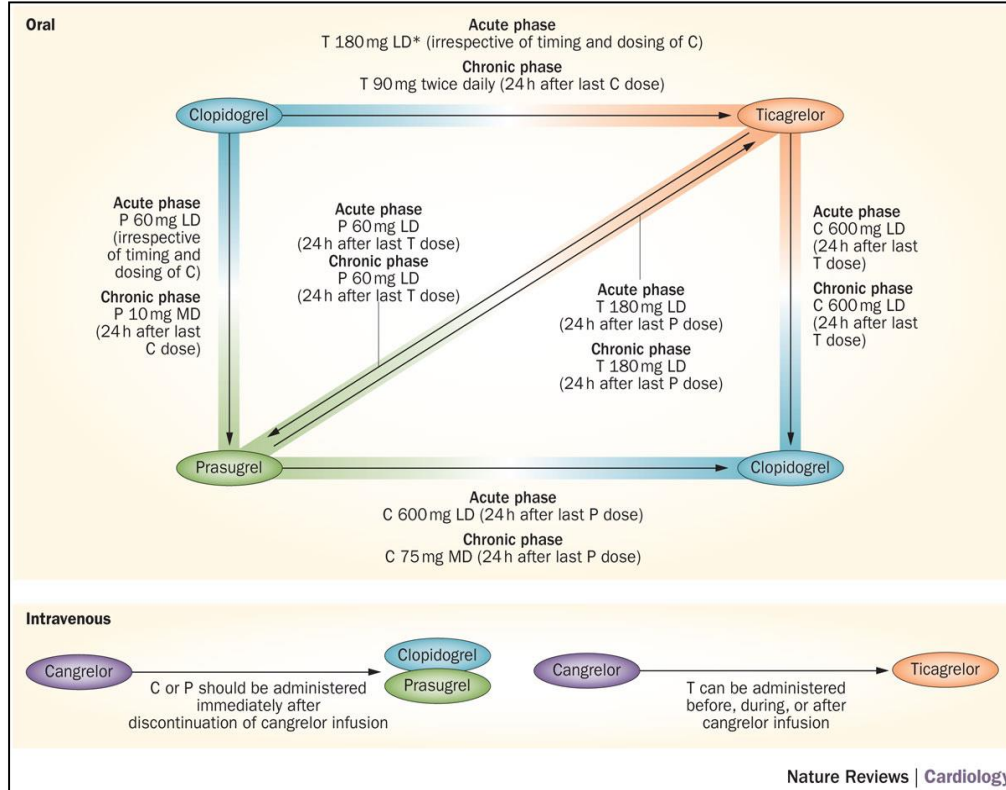 Oral
Acute phase
T 180 mg LD* (irrespective of timing and dosing of C)
Chronic phase
T 90 mg twice daily (24 h after last C dose)
Clopidogrel
Ticagrelor
Acute phase
P 60 mg LD
(irrespective
of timing and
dosing of C)
Chronic phase
P 10 mg MD
(24 h after last
C dose)
Acute phase
P 60 mg LD
(24 h after last T dose)
Chronic phase
P 60 mg LD
(24 h after last T dose)
Acute phase
T 180 mg LD
(24 h after last P dose)
Chronic phase
T 180 mg LD
(24 h after last P dose)
Acute phase
C 600 mg LD
(24 h after last
T dose)
Chronic phase
C 600 mg LD
(24 h after last
T dose)
Prasugrel
Clopidogrel
Acute phase
C 600 mg LD (24 h after last P dose)
Chronic phase
C 75 mg MD (24 h after last P dose)
Intravenous
Cangrelor
C or P should be administered
immediately after
discontinuation of cangrelor infusion
Clopidogrel
Prasugrel
Cangrelor
T can be administered
before, during, or after
cangrelor infusion
Ticagrelor
Nature Reviews | Cardiology